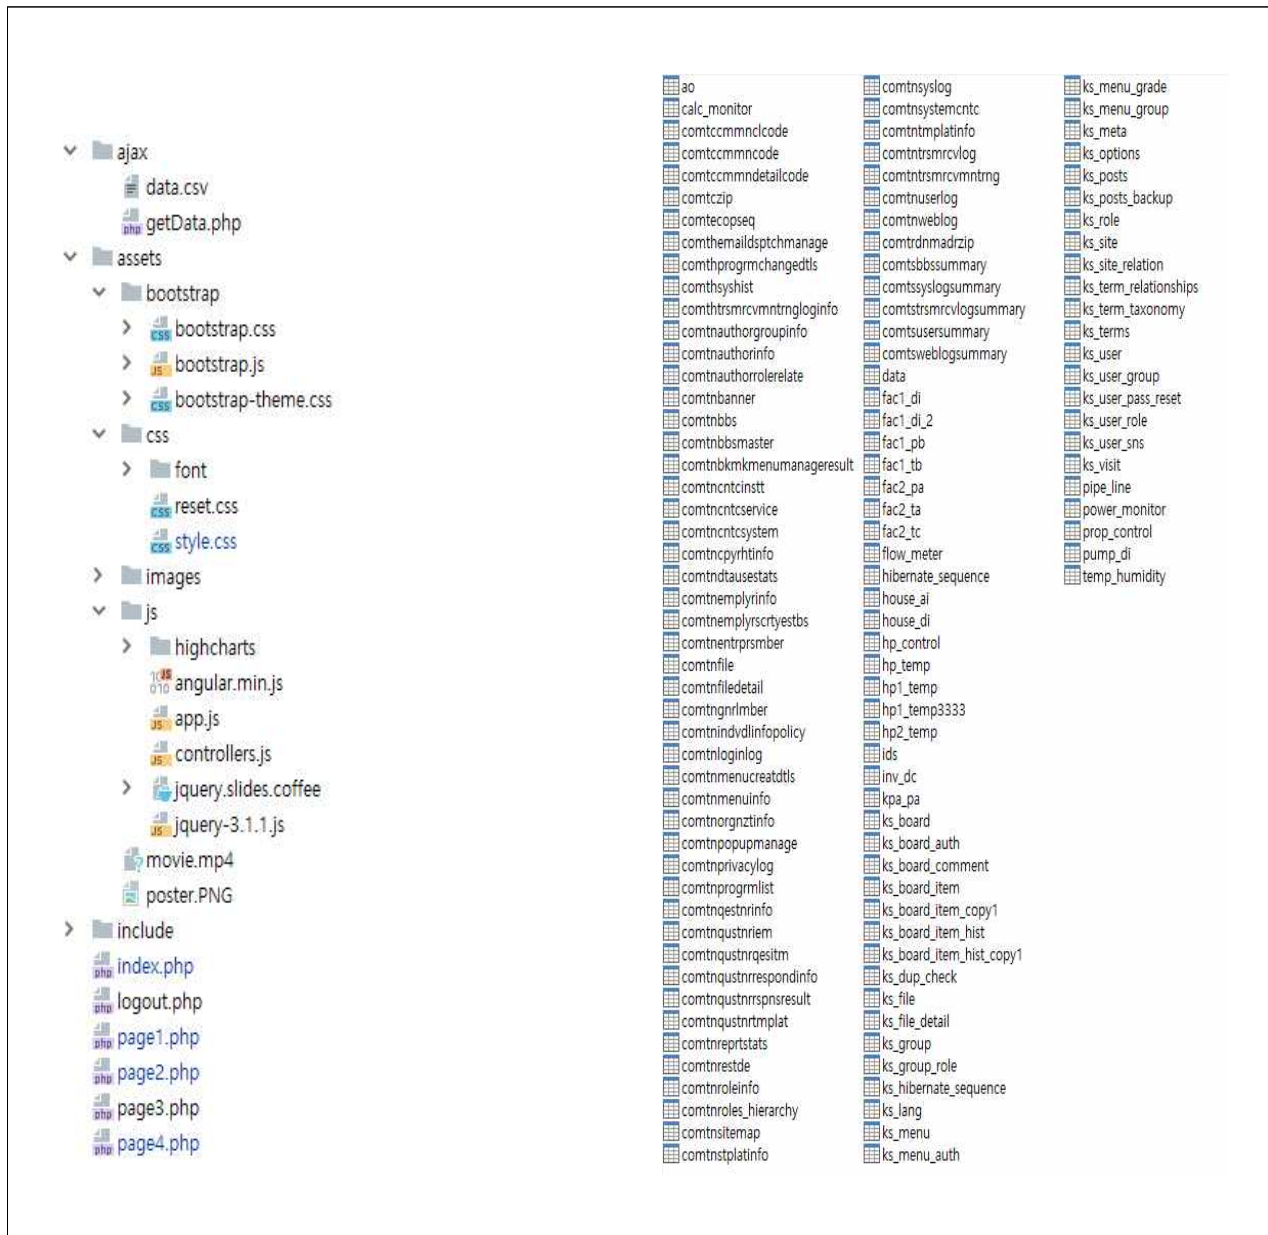 ajax
data.csv
getData.php
assets
bootstrap
bootstrap.css
bootstrap.js
bootstrap-theme.css
css
font
reset.css
style.css
images
js
highcharts
angular.min.js
app.js
controllers.js
jquery.slides.coffee
jquery-3.1.1.js
movie.mp4
poster.PNG
include
index.php
logout.php
page1.php
page2.php
page3.php
page4.php
ao
calc_monitor
comtccmmnclcode
comtccmmncode
comtccmmndetailcode
comtczip
comtecopseq
comthemaildsptchmanage
comthprogrmchangedtls
comthsyshist
comthtrsmrcvmntrngloginfo
comtnauthorgroupinfo
comtnauthorinfo
comtnauthorrolerelate
comtnbanner
comtnbbs
comtnbbsmaster
comtnbkmkmenumanageresult
comtncntcinstt
comtncntcservice
comtncntcsystem
comtncpyrhtinfo
comtndtausestats
comtnemplyrinfo
comtnemplyrscrtyestbs
comtnentrprsmber
comtnfile
comtnfiledetail
comtngnrlmber
comtnindvdlinfopolicy
comtnloginlog
comtnmenucreatdtls
comtnmenuinfo
comtnorgnztinfo
comtnpopupmanage
comtnprivacylog
comtnprogrmlist
comtnqestnrinfo
comtnqustnriem
comtnqustnrqesitm
comtnqustnrrespondinfo
comtnqustnrrspnsresult
comtnqustnrtmplat
comtnreprtstats
comtnrestde
comtnroleinfo
comtnroles_hierarchy
comtnsitemap
comtnstplatinfo
comtnsyslog
comtnsystemcntc
comtntmplatinfo
comtntrsmrcvlog
comtntrsmrcvmntrng
comtnuserlog
comtnweblog
comtrdnmadrzip
comtsbbssummary
comtssyslogsummary
comtstrsmrcvlogsummary
comtsusersummary
comtsweblogsummary
data
fac1_di
fac1_di_2
fac1_pb
fac1_tb
fac2_pa
fac2_ta
fac2_tc
flow_meter
hibernate_sequence
house_ai
house_di
hp_control
hp_temp
hp1_temp
hp1_temp3333
hp2_temp
ids
inv_dc
kpa_pa
ks_board
ks_board_auth
ks_board_comment
ks_board_item
ks_board_item_copy1
ks_board_item_hist
ks_board_item_hist_copy1
ks_dup_check
ks_file
ks_file_detail
ks_group
ks_group_role
ks_hibernate_sequence
ks_lang
ks_menu
ks_menu_auth
ks_menu_grade
ks_menu_group
ks_meta
ks_options
ks_posts
ks_posts_backup
ks_role
ks_site
ks_site_relation
ks_term_relationships
ks_term_taxonomy
ks_terms
ks_user
ks_user_group
ks_user_pass_reset
ks_user_role
ks_user_sns
ks_visit
pipe_line
power_monitor
prop_control
pump_di
temp_humidity